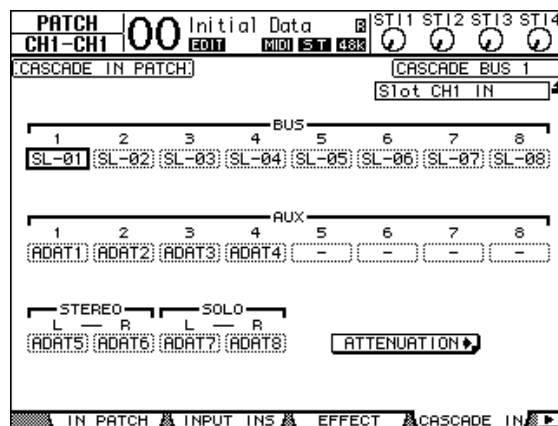 PATCH 00 Initial Data R STI1 STI2 STI3 STI4
CH1-CH1 EDIT MIDI ST 48k
CASCADE IN PATCH CASCADE BUS 1
Slot CH1 IN
BUS
1 2 3 4 5 6 7 8
SL-01 SL-02 SL-03 SL-04 SL-05 SL-06 SL-07 SL-08
AUX
1 2 3 4 5 6 7 8
ADAT1 ADAT2 ADAT3 ADAT4 - - - -
STEREO SOLO
L — R L — R
ADAT5 ADAT6 ADAT7 ADAT8 ATTENUATION
IN PATCH INPUT INS EFFECT CASCADE IN